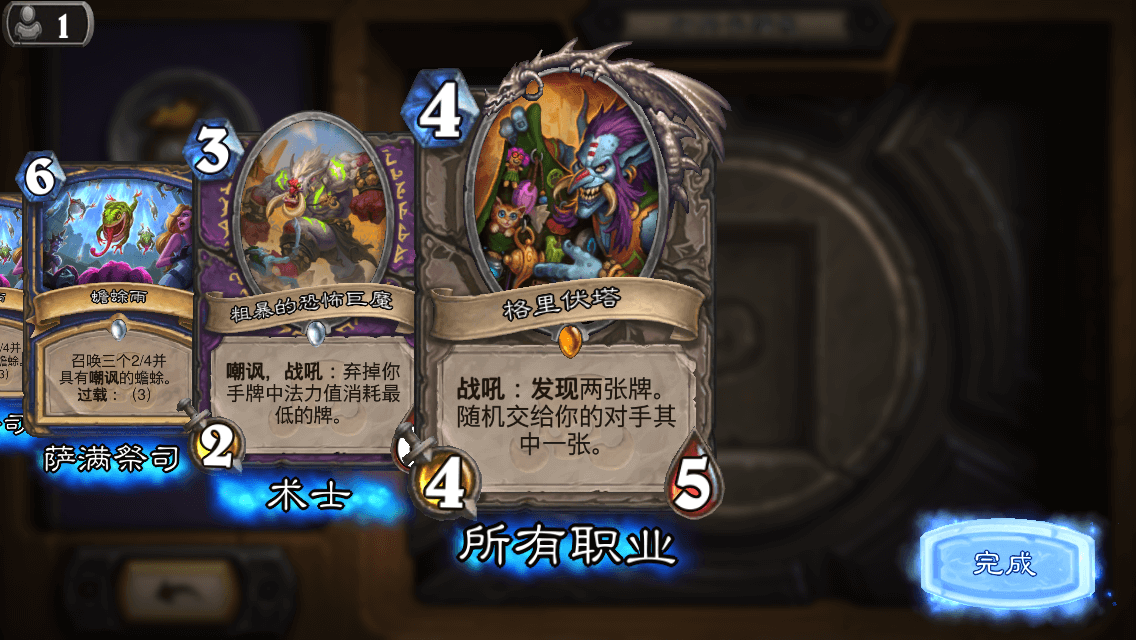 1
6
蟾蜍雨
召唤三个2/4并
具有嘲讽的蟾蜍。
过载：（3）
萨满祭司
3
粗暴的恐怖巨魔
嘲讽，战吼：弃掉你
手牌中法力值消耗最
低的牌。
2
术士
4
格里伏塔
战吼：发现两张牌。
随机交给你的对手其
中一张。
4
5
所有职业
完成